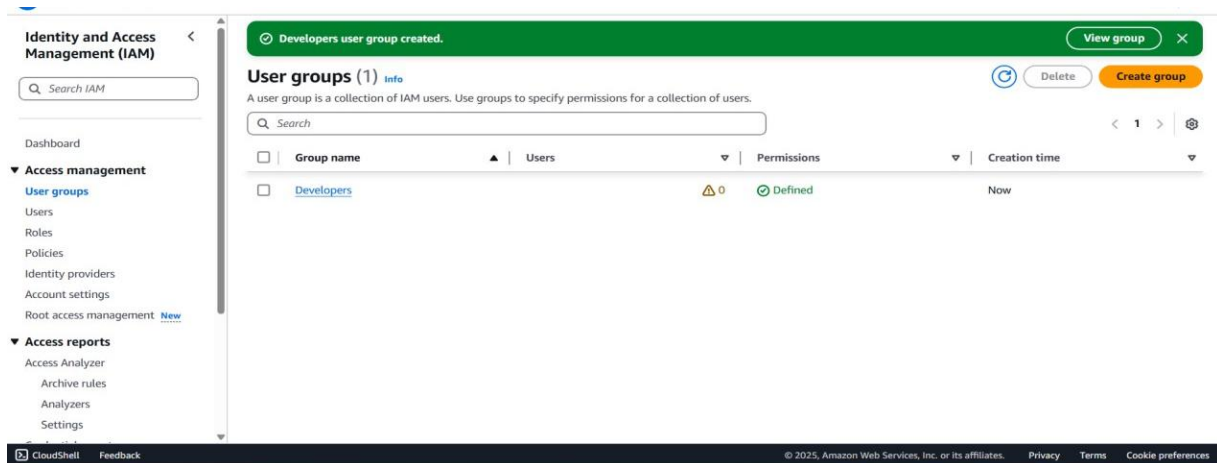 Identity and Access
Management (IAM)
Search IAM
Dashboard
Access management
User groups
Users
Roles
Policies
Identity providers
Account settings
Root access management New
Access reports
Access Analyzer
Archive rules
Analyzers
Settings
Developers user group created.
View group
User groups (1) Info
Delete
Create group
A user group is a collection of IAM users. Use groups to specify permissions for a collection of users.
Search
1
Group name Users Permissions Creation time
Developers 0 Defined Now
CloudShell Feedback © 2025, Amazon Web Services, Inc. or its affiliates. Privacy Terms Cookie preferences